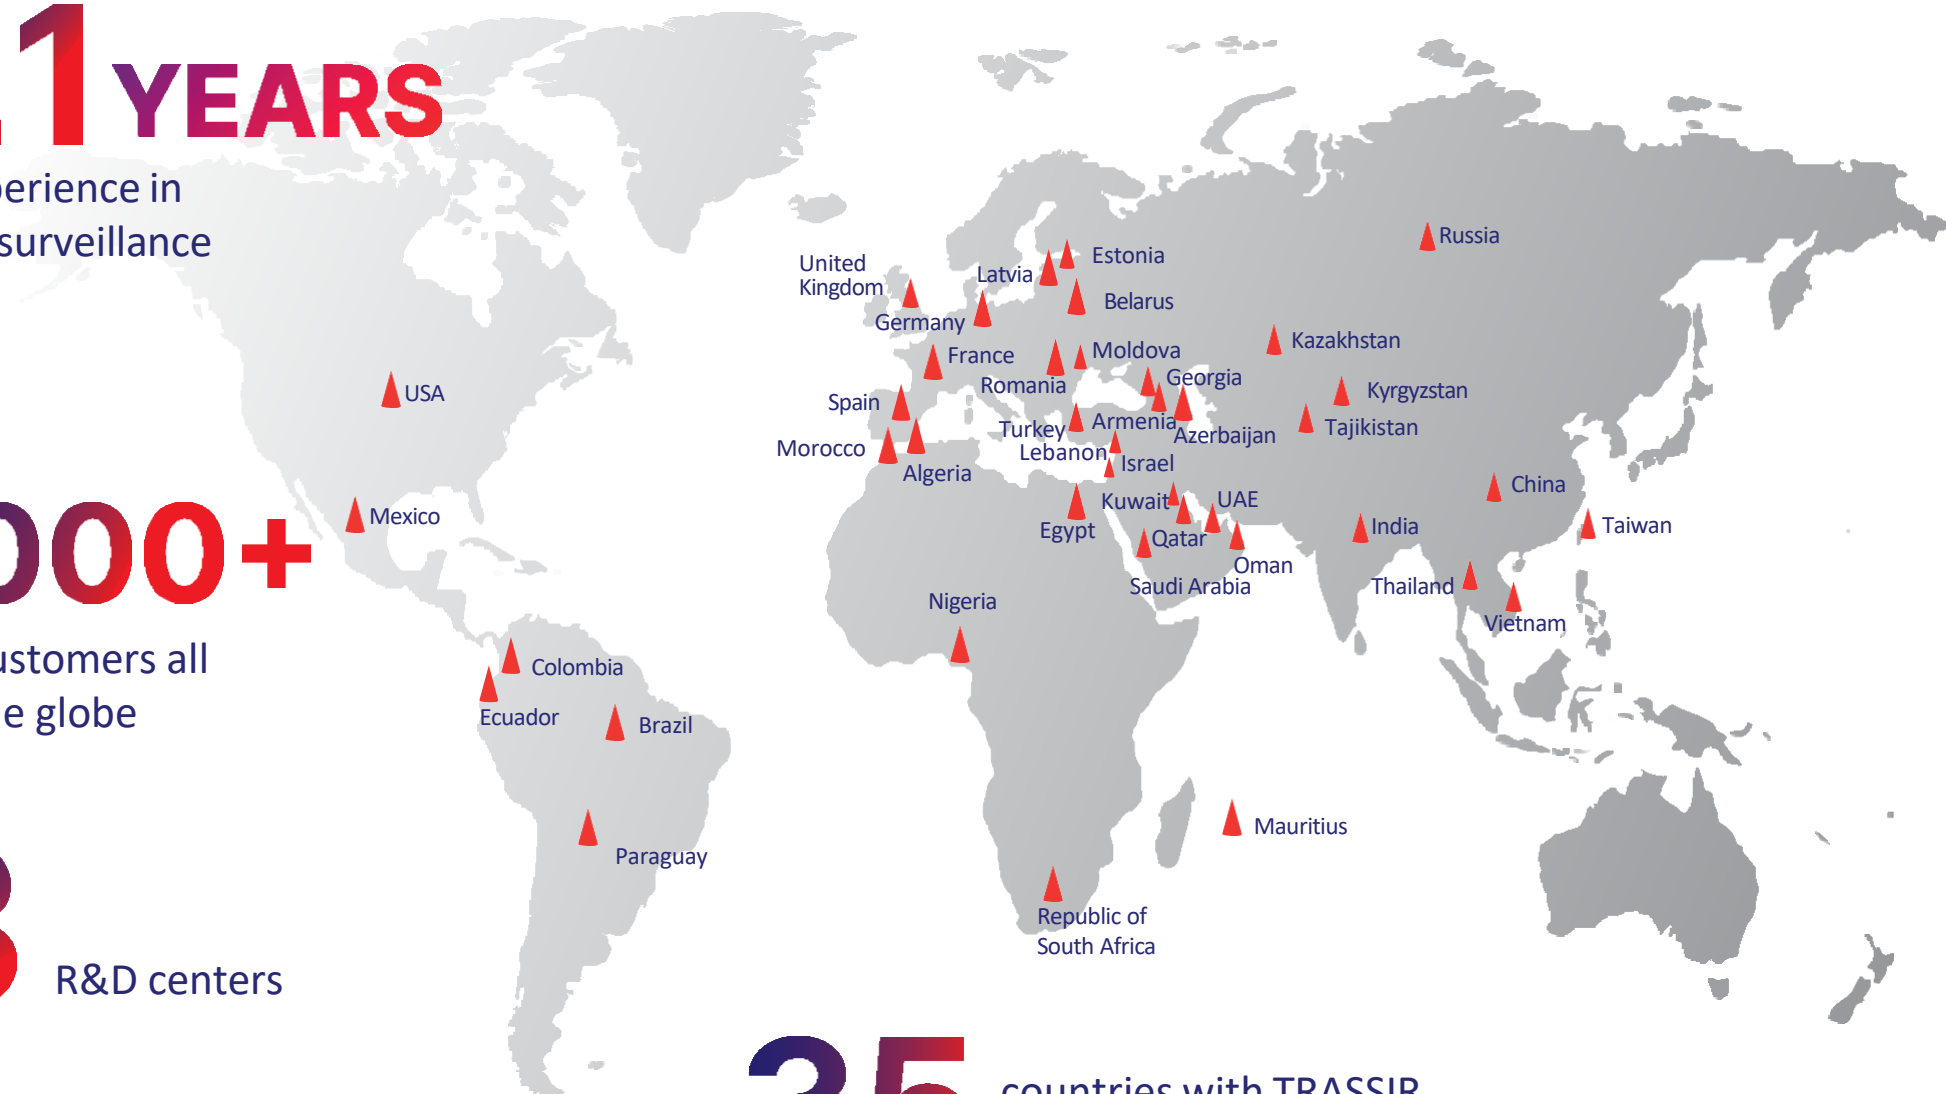 1 YEARS
erience in
surveillance
000+
ustomers all
e globe
R&D centers
35
countries with TRASSIR
USA
Mexico
Colombia
Ecuador
Brazil
Paraguay
United
Kingdom
Latvia
Estonia
Belarus
Germany
France
Moldova
Romania
Georgia
Spain
Turkey
Armenia
Azerbaijan
Morocco
Lebanon
Algeria
Israel
Kuwait
UAE
Egypt
Qatar
Oman
Saudi Arabia
Nigeria
Mauritius
Republic of
South Africa
Russia
Kazakhstan
Kyrgyzstan
Tajikistan
China
India
Taiwan
Thailand
Vietnam